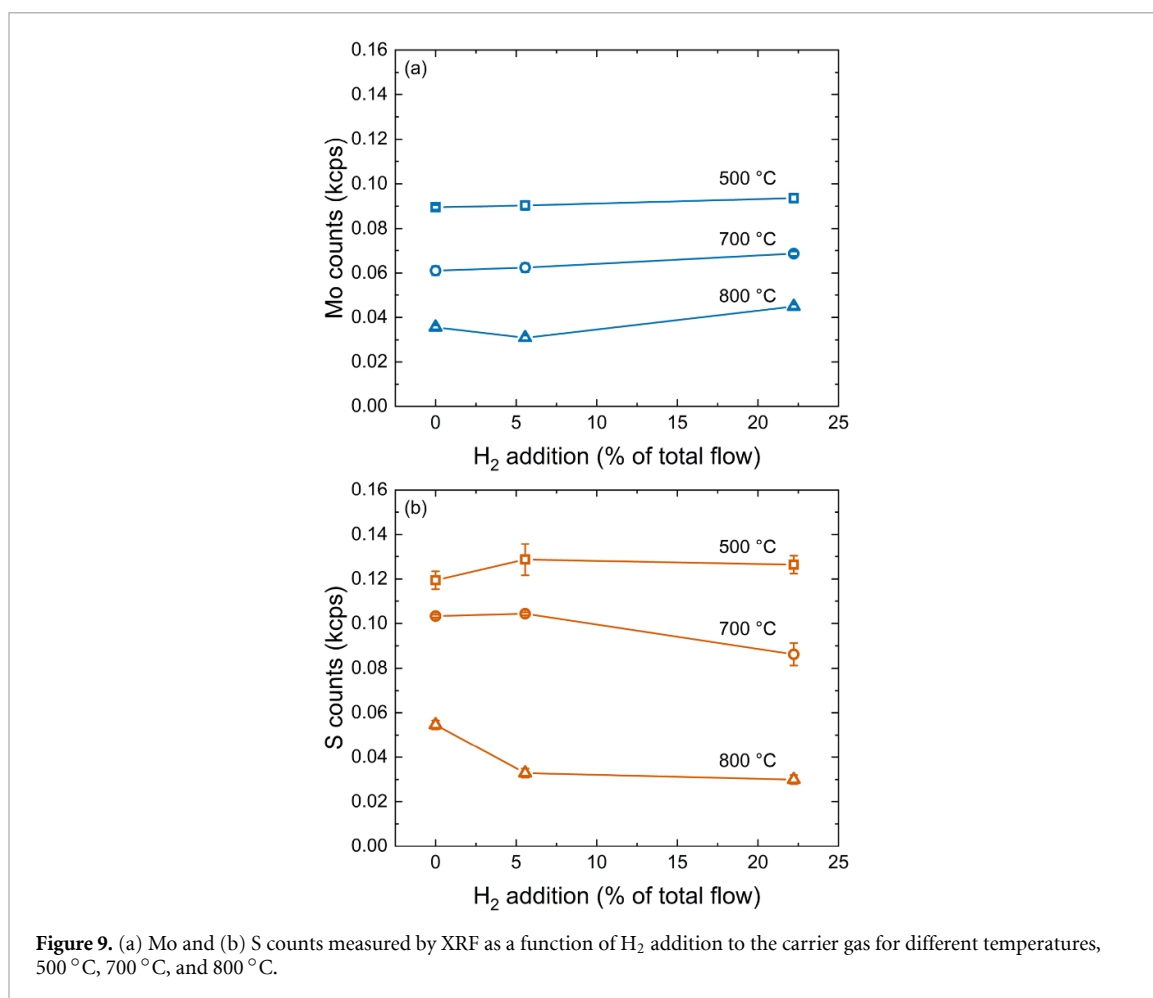 (a)
0.16
0.14
0.12
0.10
0.08
0.06
0.04
0.02
0.00
Mo counts (kcps)
500 °C
700 °C
800 °C
0 5 10 15 20 25
H₂ addition (% of total flow)
(b)
0.16
0.14
0.12
0.10
0.08
0.06
0.04
0.02
0.00
S counts (kcps)
500 °C
700 °C
800 °C
0 5 10 15 20 25
H₂ addition (% of total flow)
Figure 9. (a) Mo and (b) S counts measured by XRF as a function of H₂ addition to the carrier gas for different temperatures,
500 °C, 700 °C, and 800 °C.